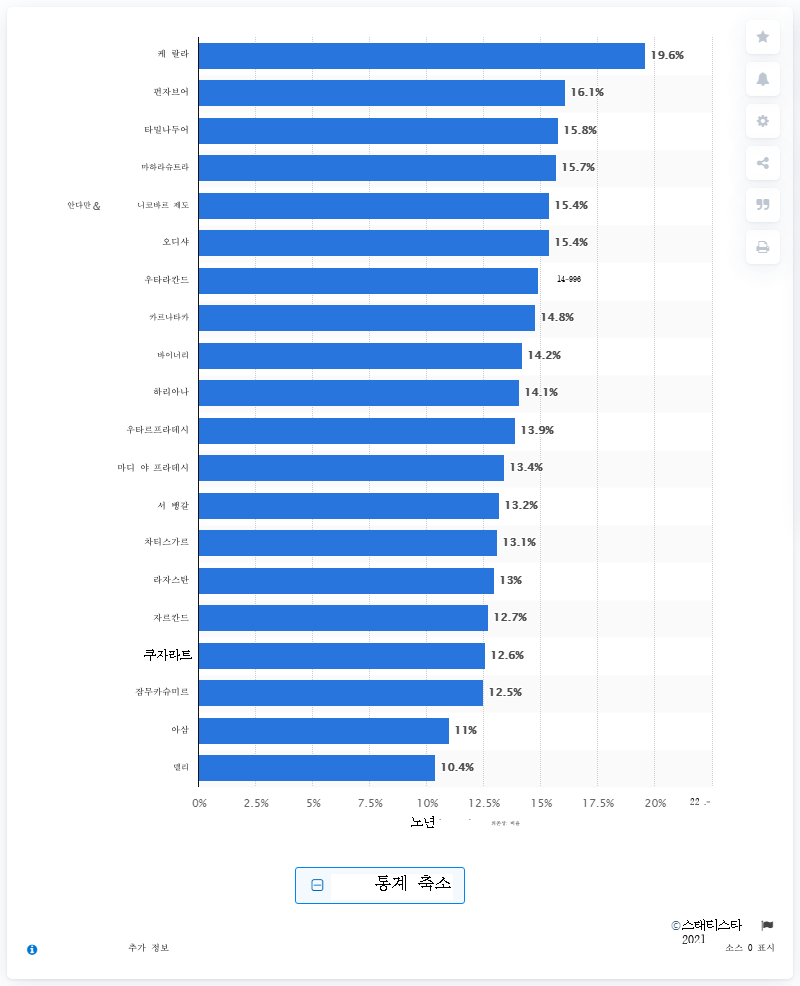 케 랄라 19.6%
펀자브어 16.1%
타밀나두어 15.8%
마하라슈트라 15.7%
안다만 & 니코바르 제도 15.4%
오디샤 15.4%
우타라칸드 14-996
카르나타카 14.8%
바이너리 14.2%
하리아나 14.1%
우타르프라데시 13.9%
마디 야 프라데시 13.4%
서 벵갈 13.2%
차티스가르 13.1%
라자스탄 13%
자르칸드 12.7%
쿠자라트 12.6%
잠무카슈미르 12.5%
아삼 11%
델리 10.4%
0% 2.5% 5% 7.5% 10% 12.5% 15% 17.5% 20% 22 .-
노년
통계 축소
©스태티스타
2021
추가 정보
소스 0 표시